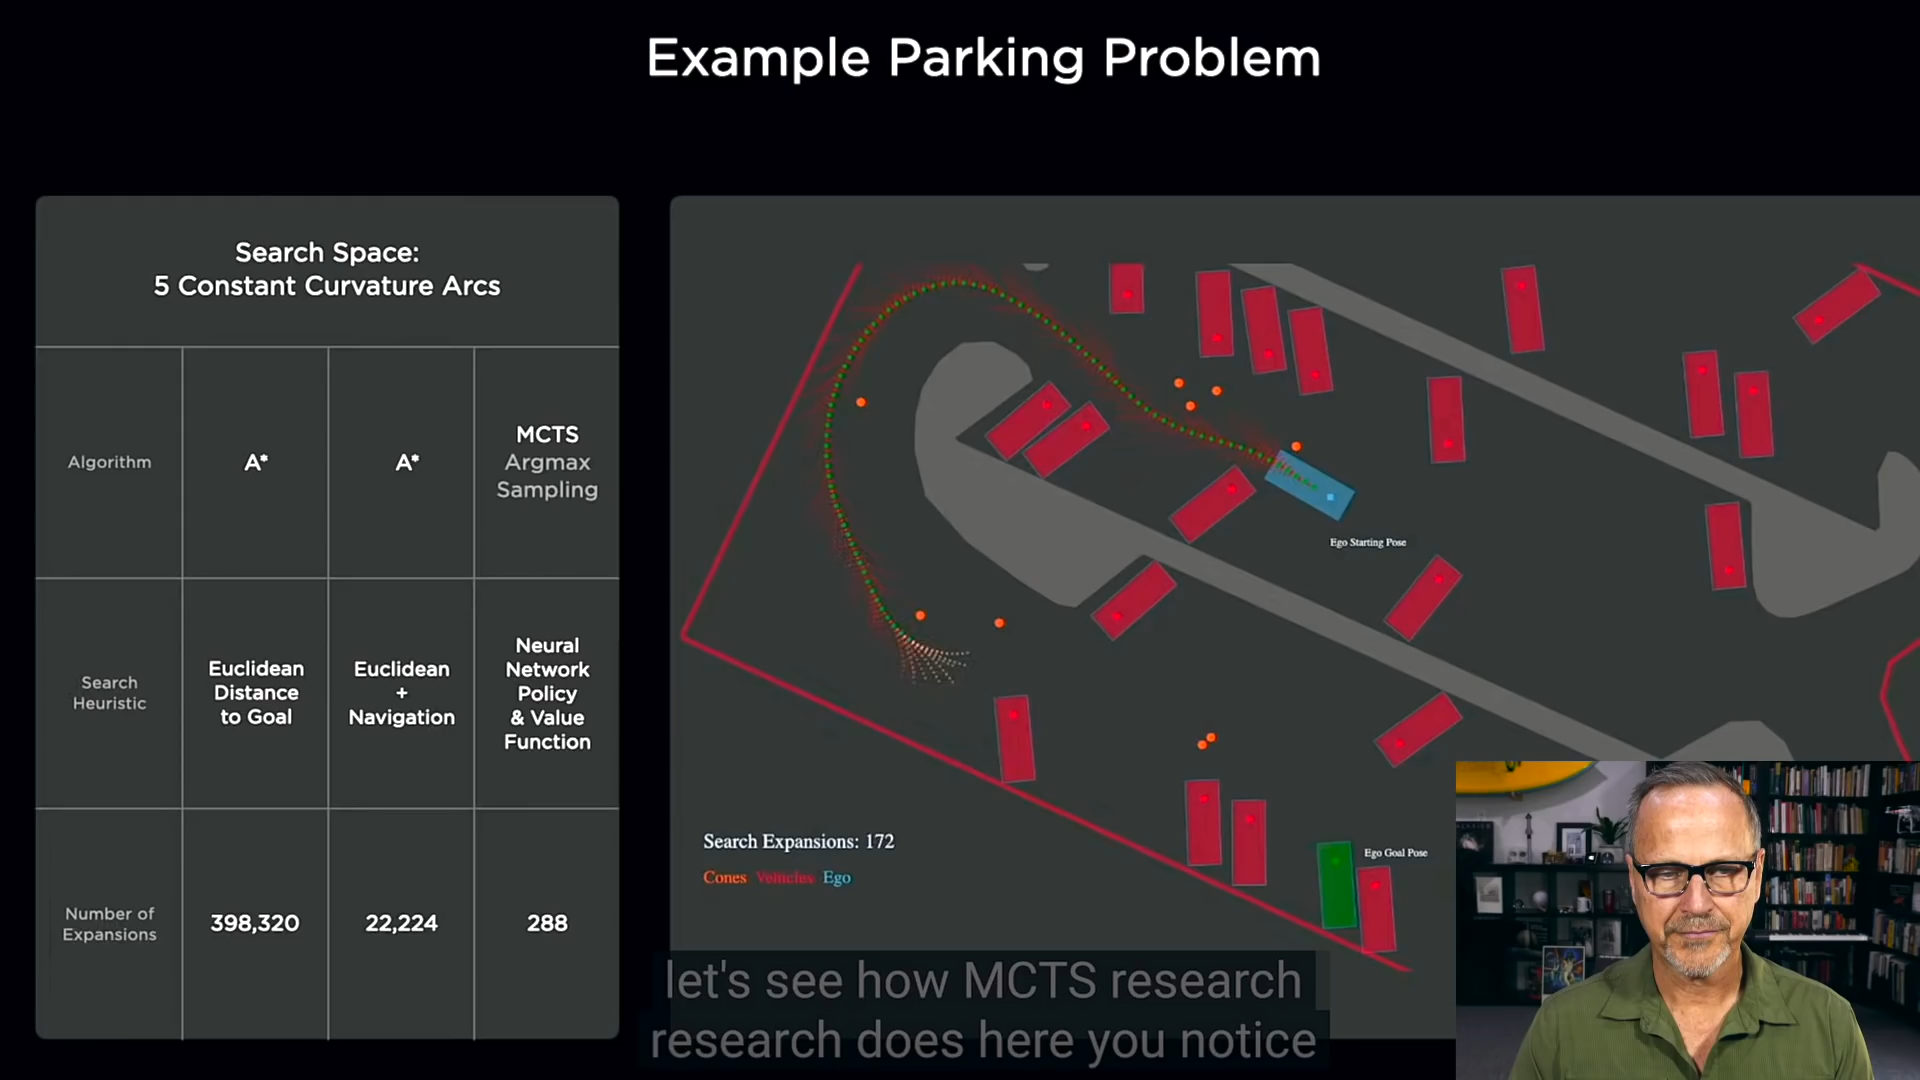 Example Parking Problem
Search Space:
5 Constant Curvature Arcs
Algorithm
A*
A*
MCTS
Argmax
Sampling
Search
Heuristic
Euclidean
Distance
to Goal
Euclidean
+
Navigation
Neural
Network
Policy
& Value
Function
Number of
Expansions
398,320
22,224
288
Ego Starting Pose
Ego Goal Pose
Search Expansions: 172
Cones Vehicles Ego
let's see how MCTS research
research does here you notice